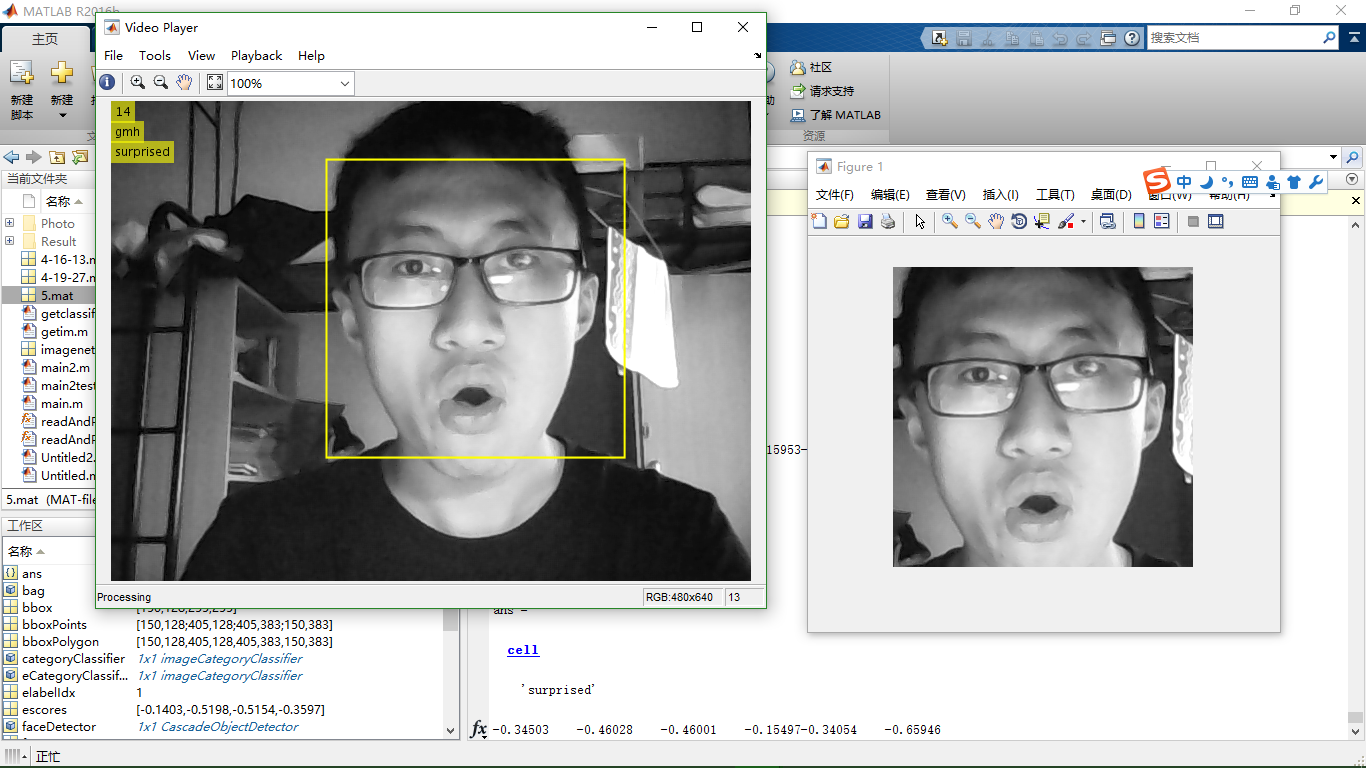 MATLAB R2016b
Video Player
File Tools View Playback Help
100%
14
gmh
surprised
Processing
RGB:480x640 13
主页
新建
脚本
新建
搜索文档
社区
请求支持
了解 MATLAB
资源
当前文件夹
名称
Photo
Result
4-16-13.m
4-19-27.m
5.mat
getclassif
getim.m
imagenet
main2.m
main2test
main.m
readAndP
readAndP
Untitled2.
Untitled.m
5.mat (MAT-file
工作区
名称
ans
bag
bbox [150,128,255,255]
bboxPoints [150,128;405,128;405,383;150,383]
bboxPolygon [150,128,405,128,405,383,150,383]
categoryClassifier 1x1 imageCategoryClassifier
eCategoryClassif... 1x1 imageCategoryClassifier
elabelIdx 1
escores [-0.1403,-0.5198,-0.5154,-0.3597]
faceDetector 1x1 CascadeObjectDetector
正忙
Figure 1
中
文件(F) 编辑(E) 查看(V) 插入(I) 工具(T) 桌面(D) 窗口(W) 帮助(H)
15953-
ans =
cell
'surprised'
fx -0.34503 -0.46028 -0.46001 -0.15497-0.34054 -0.65946